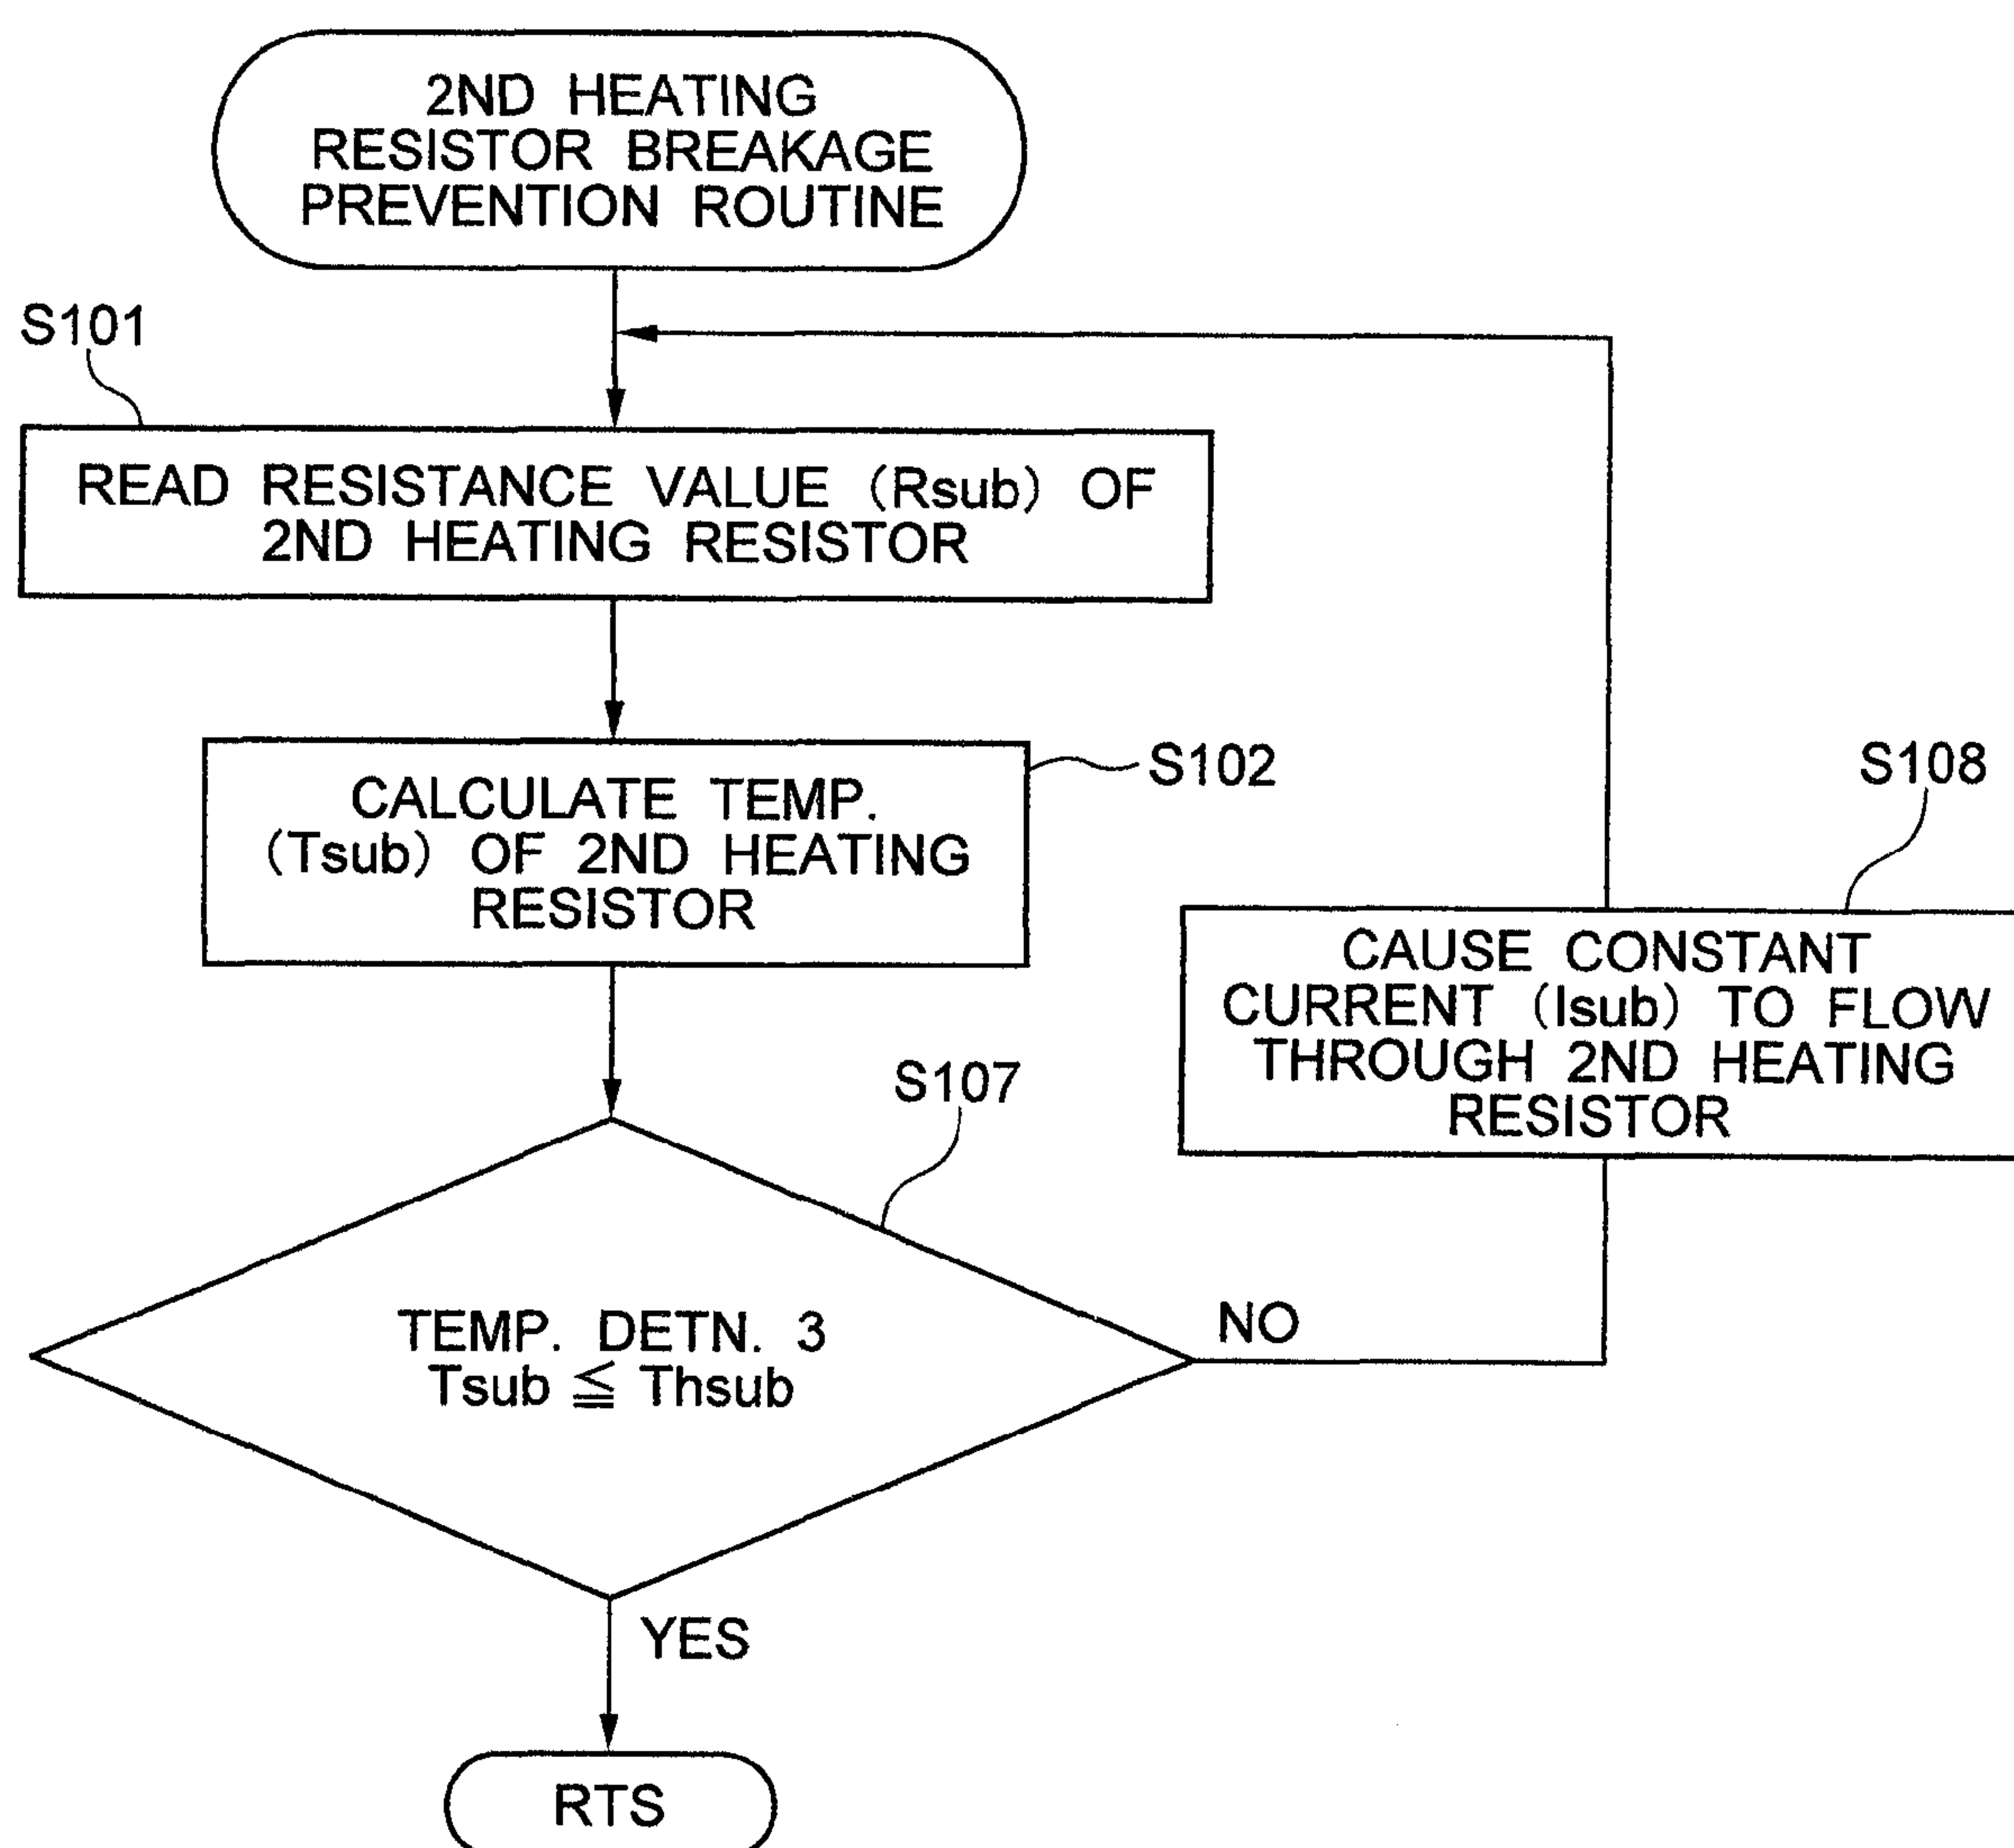 2ND HEATING
RESISTOR BREAKAGE
PREVENTION ROUTINE
S101
READ RESISTANCE VALUE (Rsub) OF
2ND HEATING RESISTOR
S102
CALCULATE TEMP.
(Tsub) OF 2ND HEATING
RESISTOR
S108
CAUSE CONSTANT
CURRENT (Isub) TO FLOW
THROUGH 2ND HEATING
RESISTOR
S107
TEMP. DETN. 3
Tsub ≦ Thsub
NO
YES
RTS